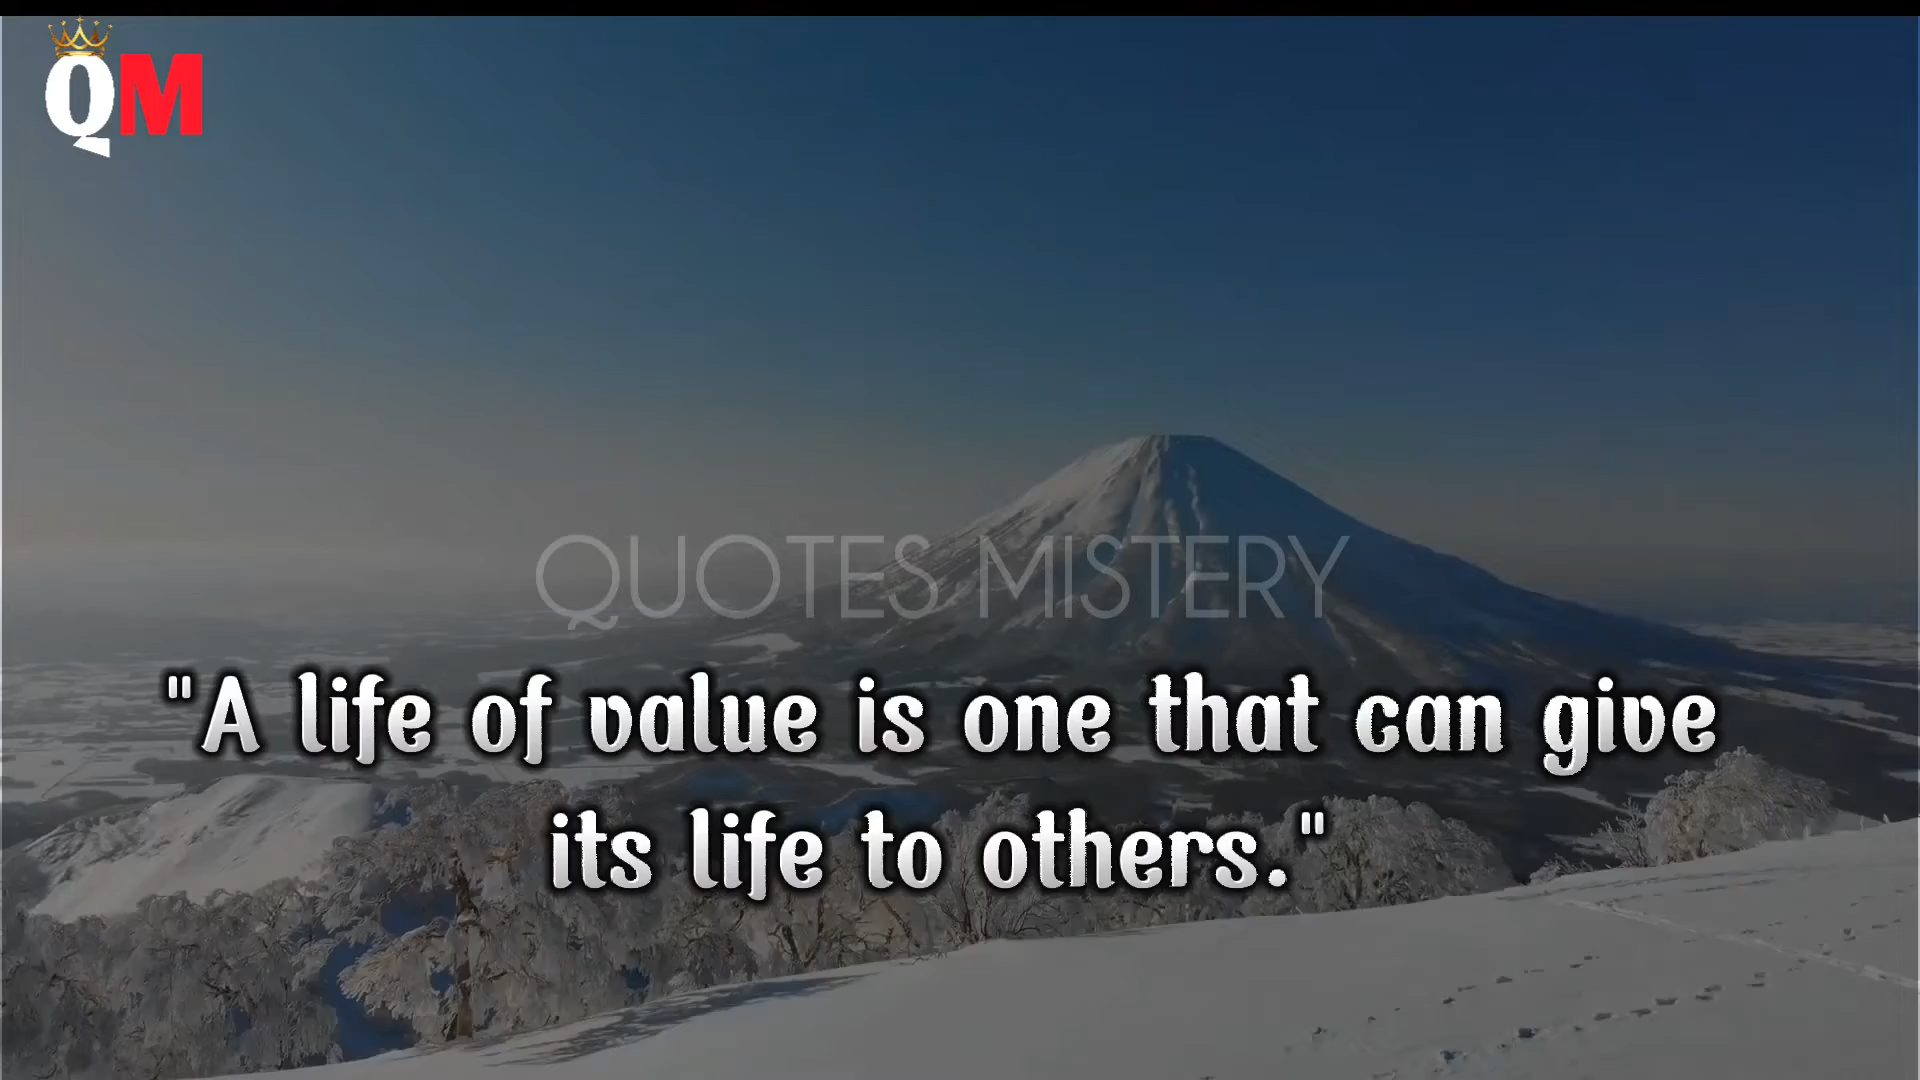 QM
QUOTES MISTERY
"A life of value is one that can give
its life to others."